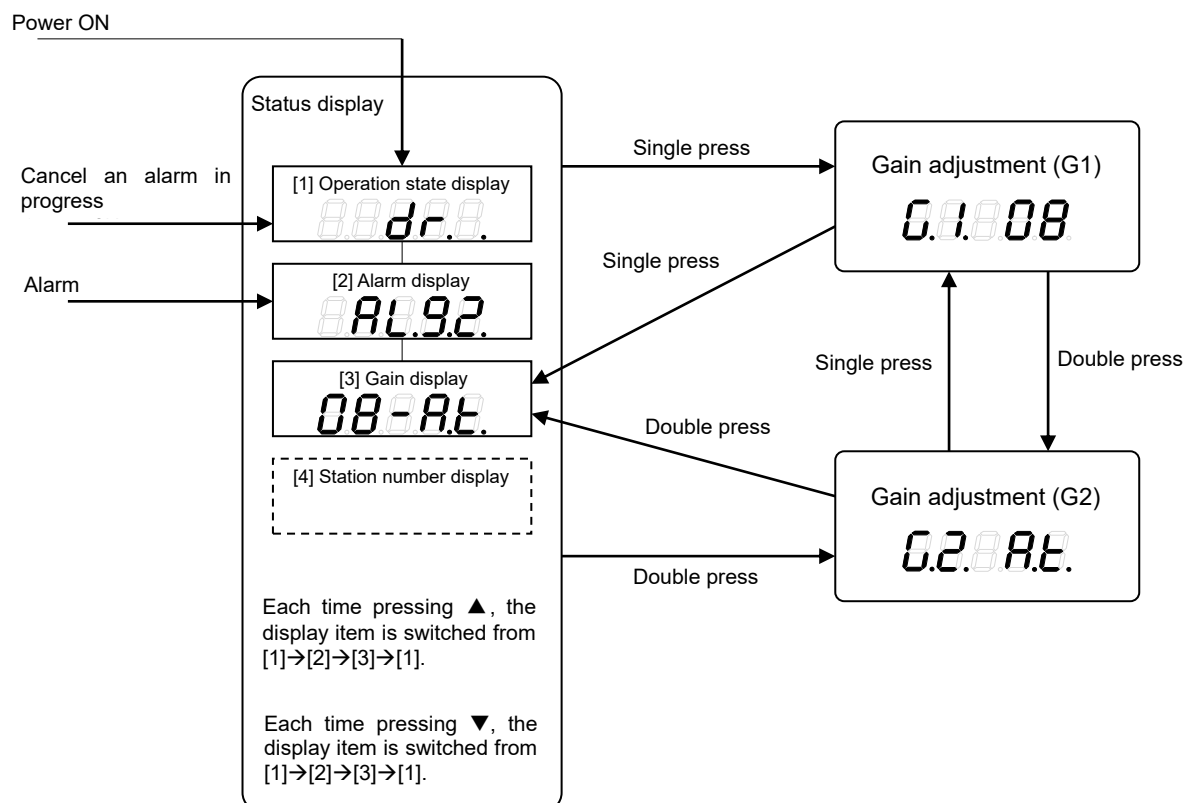 Power ON
Status display
Single press
Gain adjustment (G1)
G.1. 08
Cancel an alarm in
progress
[1] Operation state display
dr. .
Single press
Alarm
[2] Alarm display
AL.9.2.
Single press
Double press
[3] Gain display
08-A.t.
Double press
[4] Station number display
Gain adjustment (G2)
G.2. A.t.
Double press
Each time pressing ▲, the
display item is switched from
[1]→[2]→[3]→[1].
Each time pressing ▼, the
display item is switched from
[1]→[2]→[3]→[1].